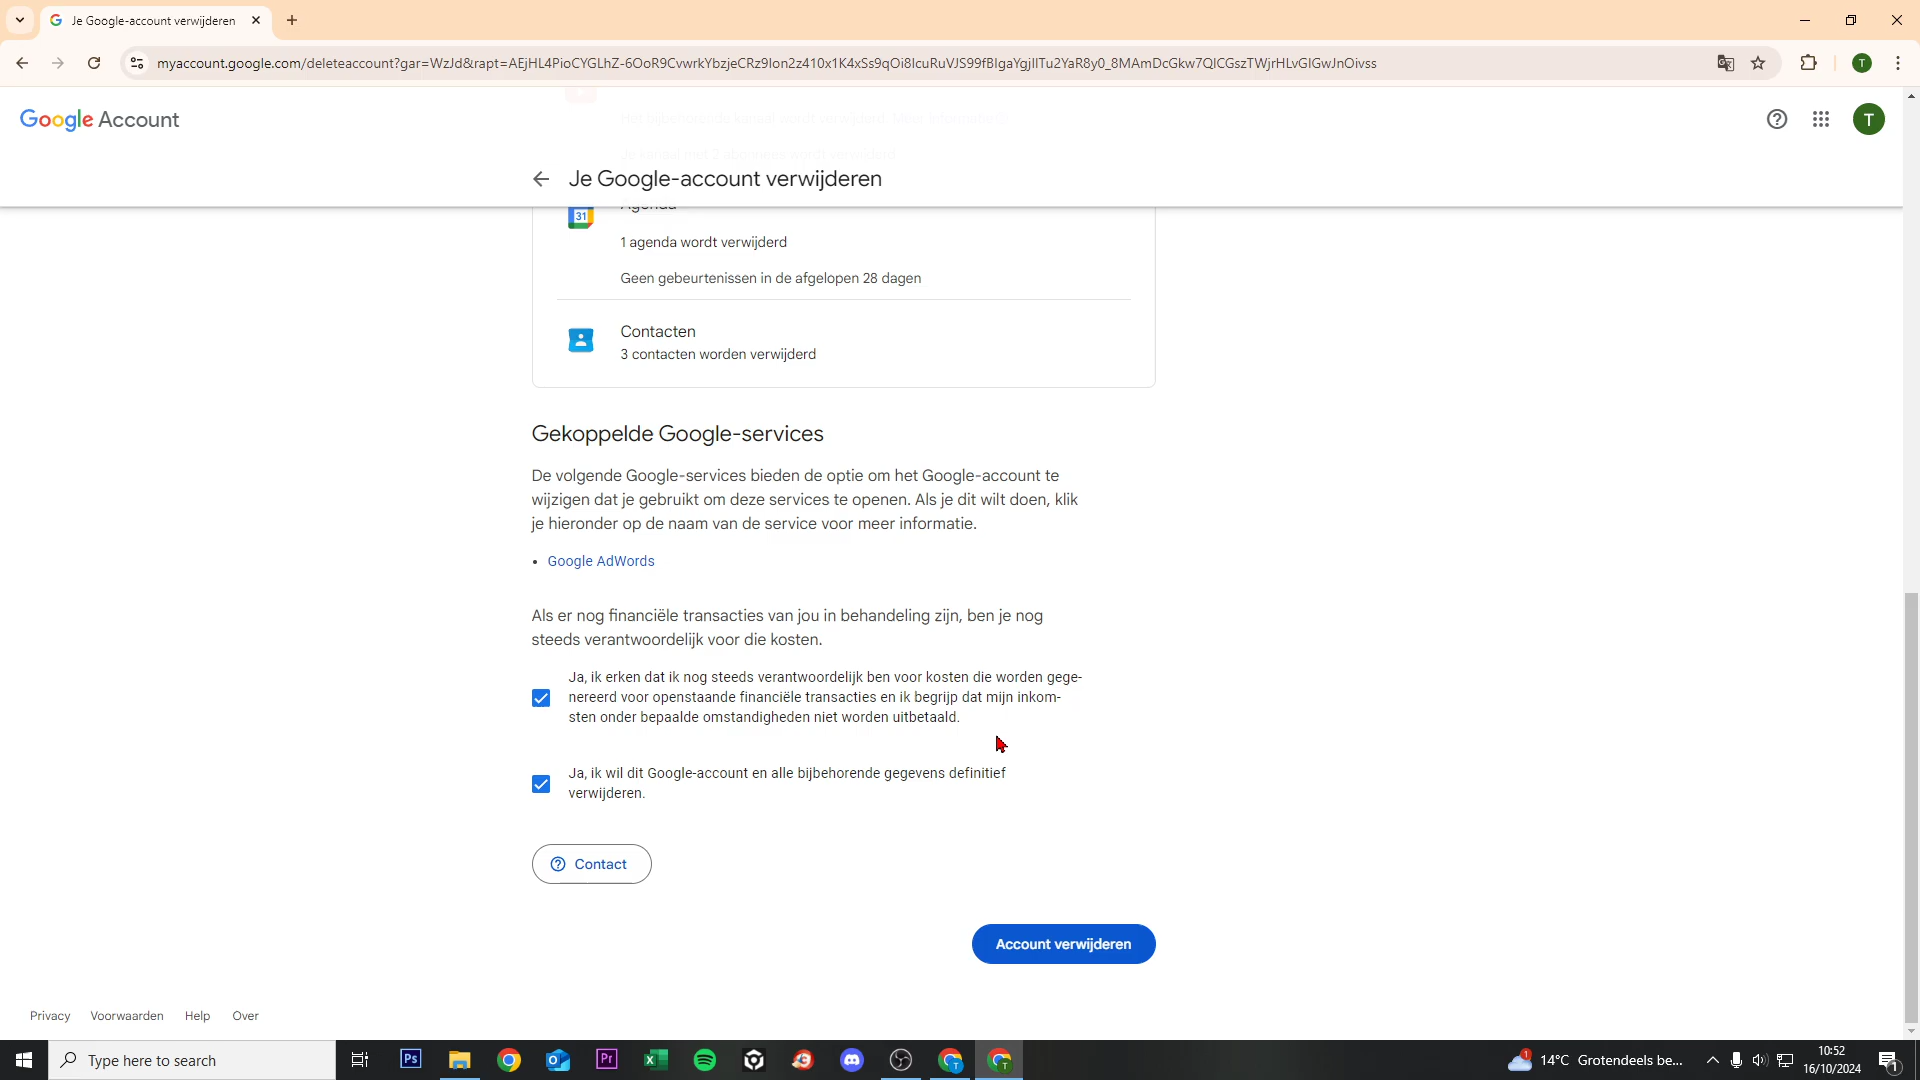 Je Google-account verwijderen
myaccount.google.com/deleteaccount?gar=WzJd&rapt=AEjHL4PioCYGLhZ-6OoR9CvwrkYbzjeCRz9Ion2z410x1K4xSs9qOi8IcuRuVJS99fBIgaYgjIITu2YaR8y0_8MAmDcGkw7QICGszTWjrHLvGIGwJnOivss
T
Google Account
T
Je Google-account verwijderen
Agenda
31
1 agenda wordt verwijderd
Geen gebeurtenissen in de afgelopen 28 dagen
Contacten
3 contacten worden verwijderd
Gekoppelde Google-services
De volgende Google-services bieden de optie om het Google-account te
wijzigen dat je gebruikt om deze services te openen. Als je dit wilt doen, klik
je hieronder op de naam van de service voor meer informatie.
• Google AdWords
Als er nog financiële transacties van jou in behandeling zijn, ben je nog
steeds verantwoordelijk voor die kosten.
Ja, ik erken dat ik nog steeds verantwoordelijk ben voor kosten die worden gege-
nereerd voor openstaande financiële transacties en ik begrijp dat mijn inkom-
sten onder bepaalde omstandigheden niet worden uitbetaald.
Ja, ik wil dit Google-account en alle bijbehorende gegevens definitief
verwijderen.
Contact
Account verwijderen
Privacy Voorwaarden Help Over
Type here to search
Ps
Pr
1
14°C Grotendeels be...
10:52
16/10/2024
1